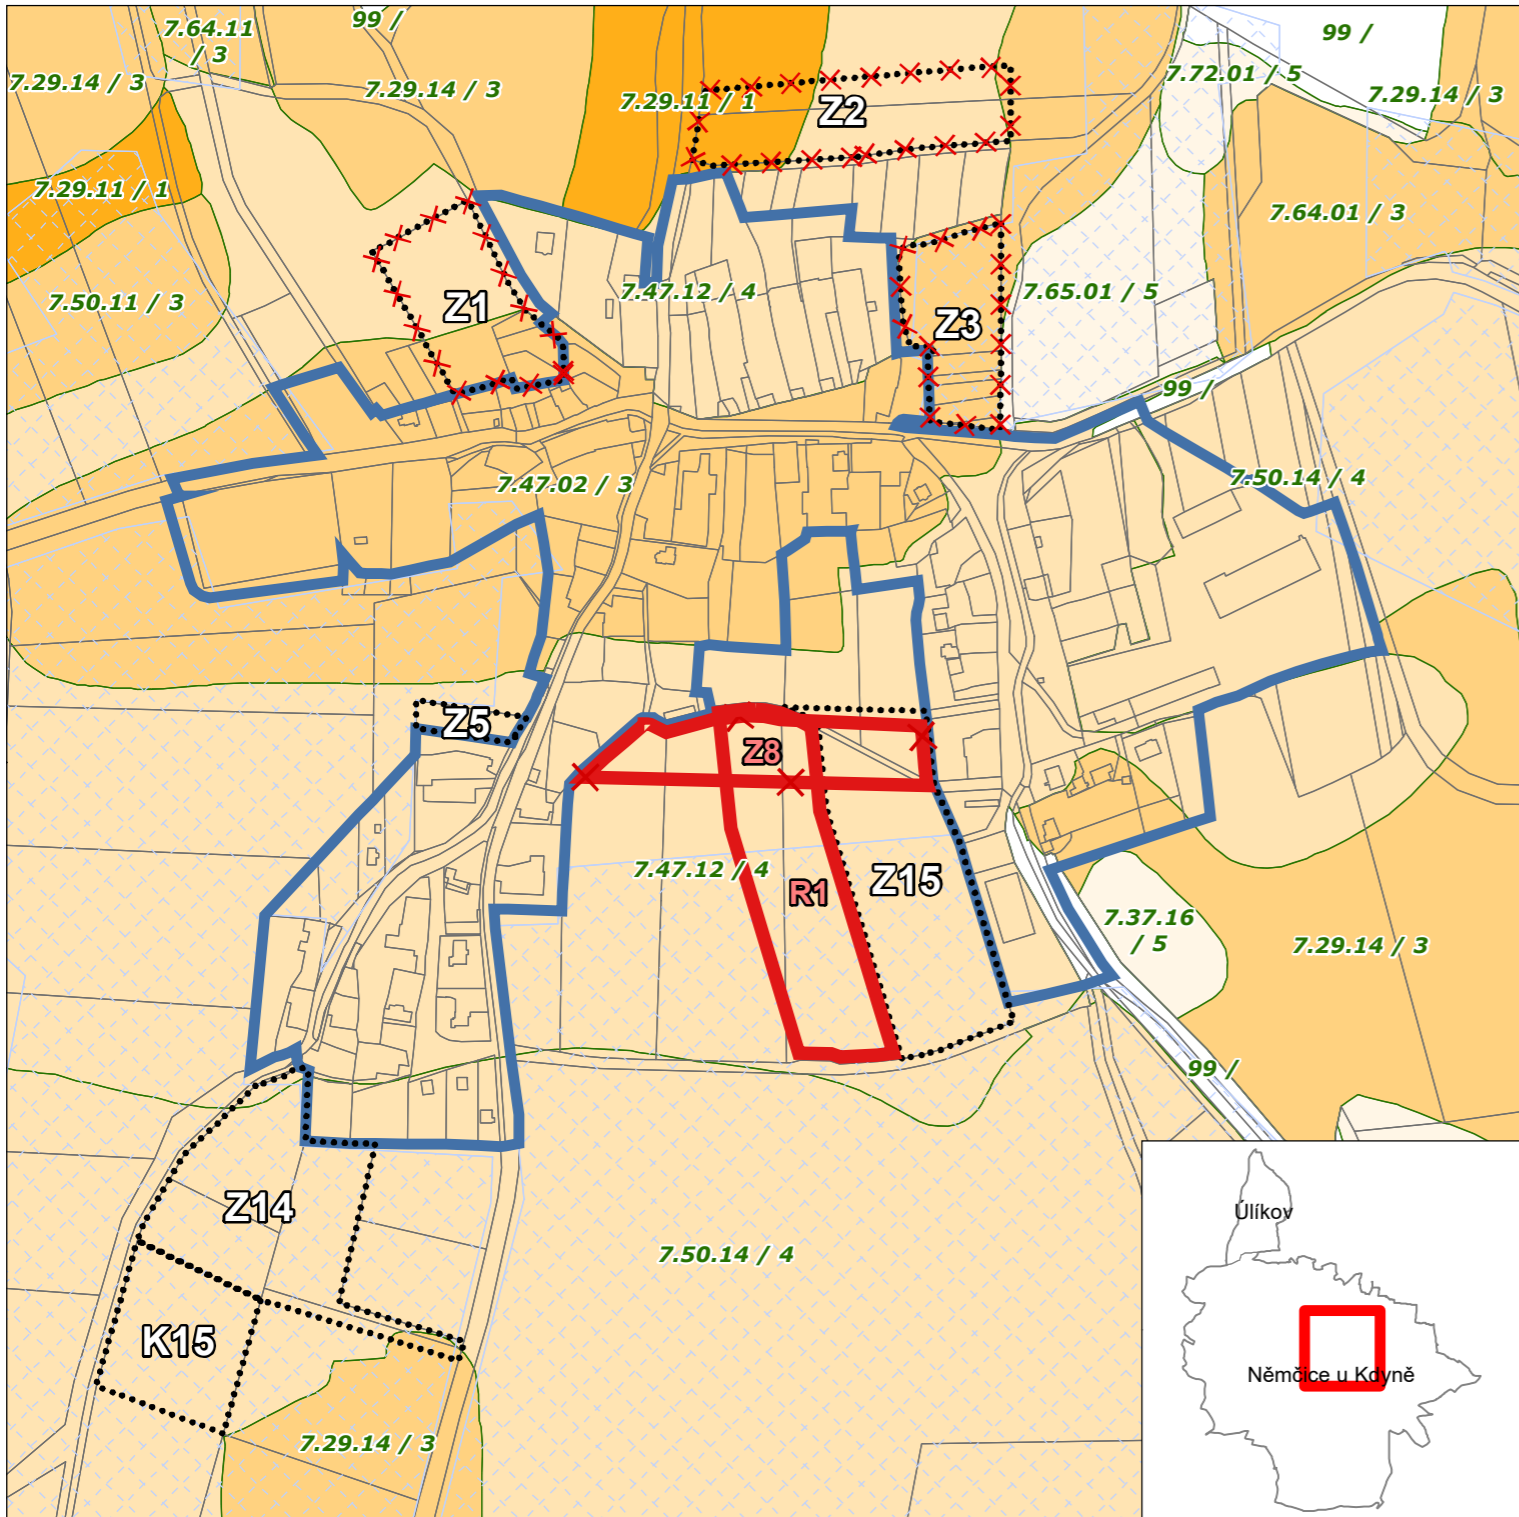 99 /
7.64.11
/ 3
99 /
7.29.14 / 3
7.29.14 / 3
7.29.11 / 1
Z2
7.72.01 / 5
7.29.14 / 3
7.29.11 / 1
7.64.01 / 3
7.50.11 / 3
Z1
7.47.12 / 4
7.65.01 / 5
Z3
99 /
7.47.02 / 3
7.50.14 / 4
Z5
Z8
7.47.12 / 4
R1
Z15
7.37.16
/ 5
7.29.14 / 3
99 /
Z14
Úlíkov
7.50.14 / 4
K15
Němčice u Kdyně
7.29.14 / 3